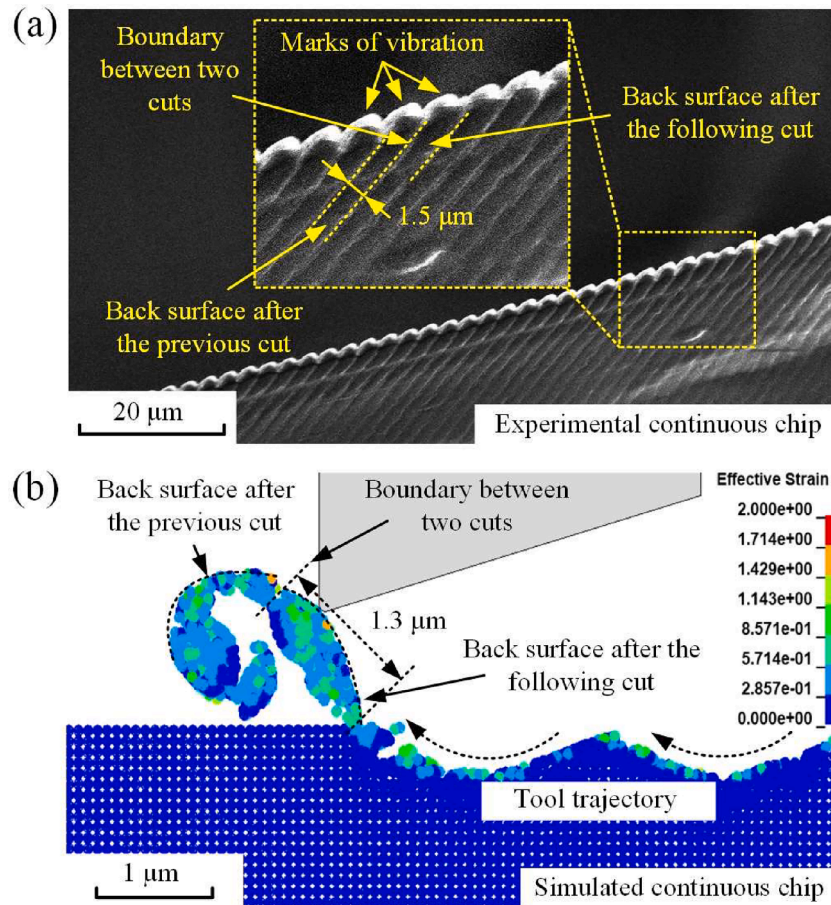 (a)
Boundary
between two
cuts
Marks of vibration
Back surface after
the following cut
1.5 μm
Back surface after
the previous cut
20 μm
Experimental continuous chip
(b)
Back surface after
the previous cut
Boundary between
two cuts
Effective Strain
2.000e+00
1.714e+00
1.429e+00
1.143e+00
8.571e-01
5.714e-01
2.857e-01
0.000e+00
1.3 μm
Back surface after the
following cut
Tool trajectory
1 μm
Simulated continuous chip